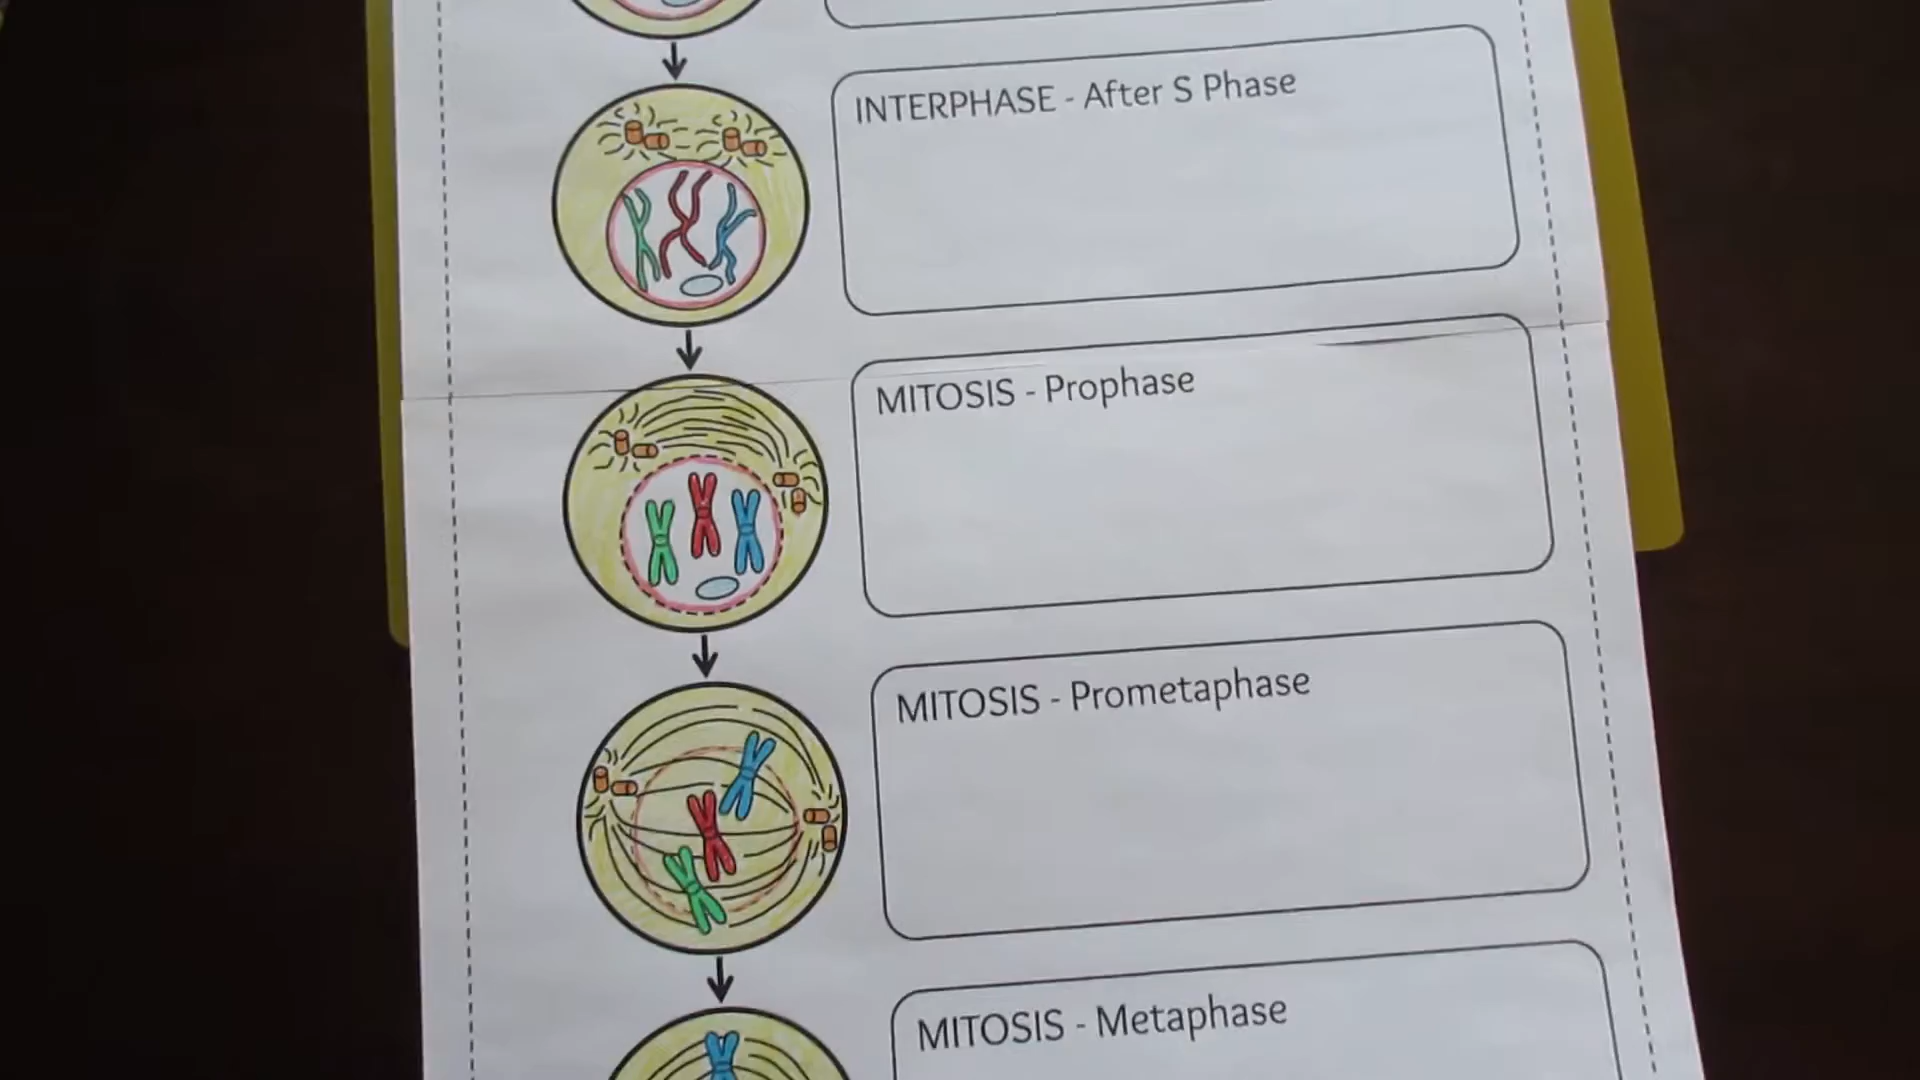 INTERPHASE - After S Phase
MITOSIS - Prophase
MITOSIS - Prometaphase
MITOSIS - Metaphase